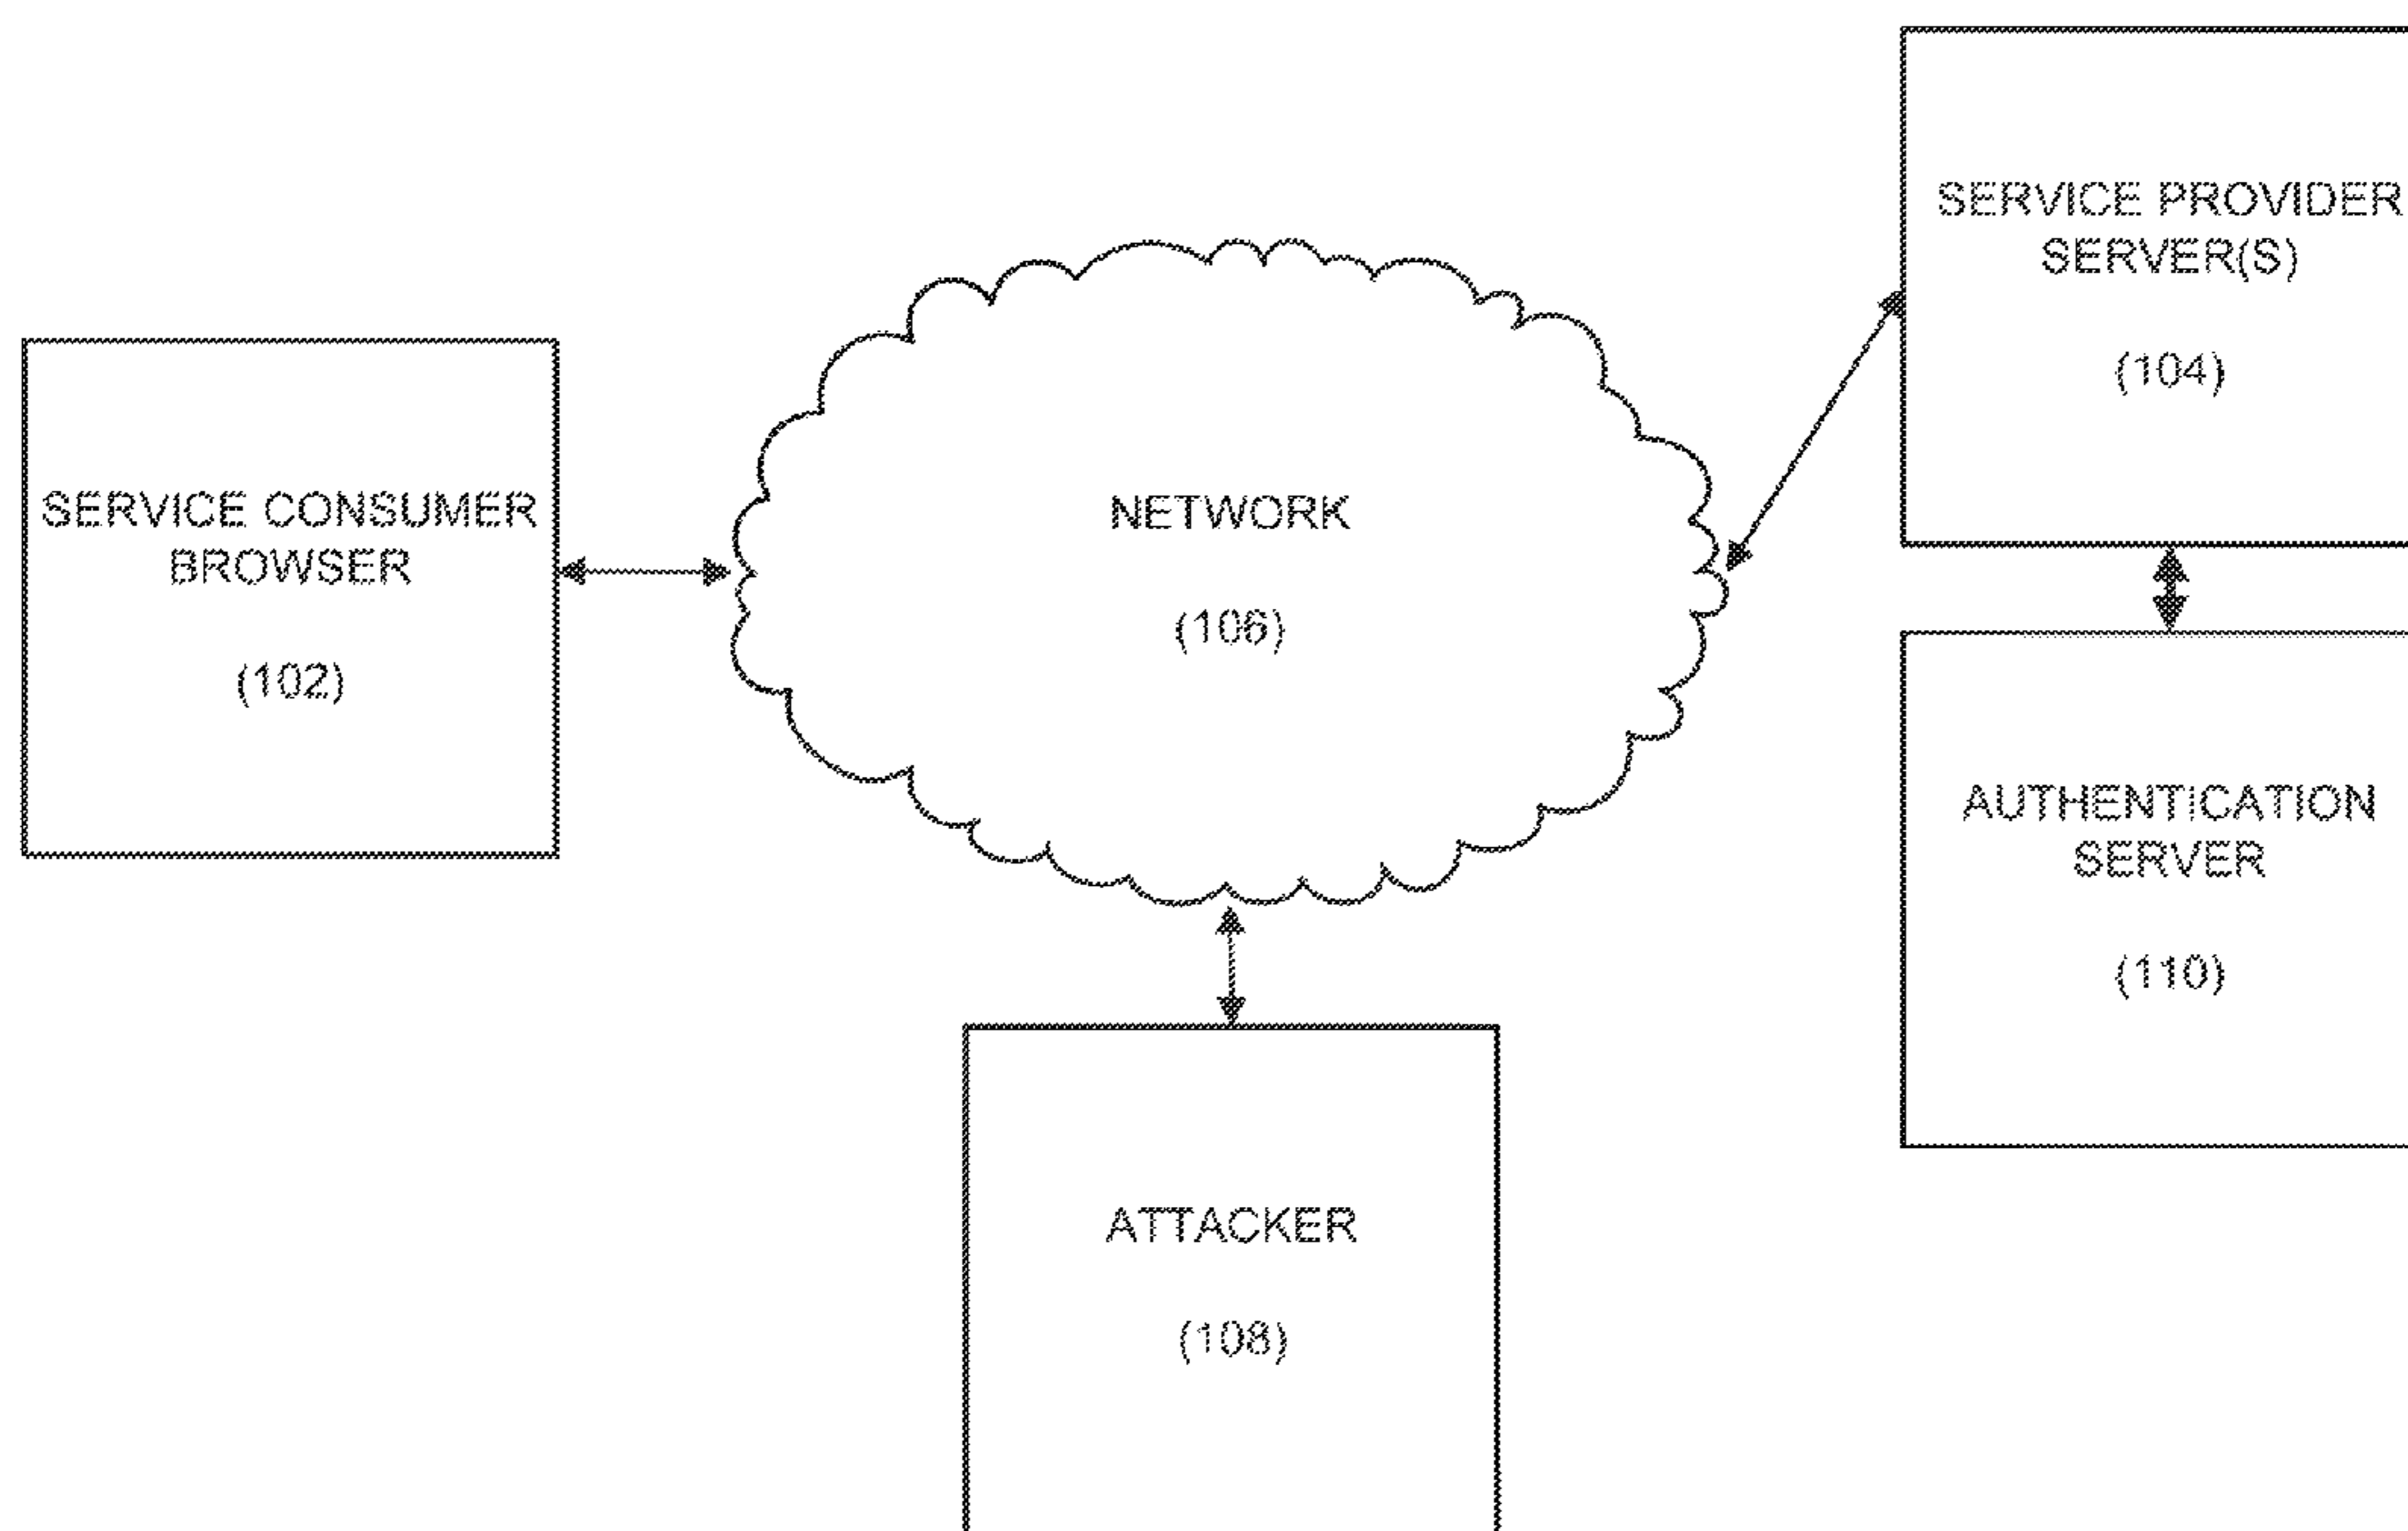 SERVICE PROVIDER
SERVER(S)
(104)
SERVICE CONSUMER
BROWSER
(102)
NETWORK
(106)
AUTHENTICATION
SERVER
(110)
ATTACKER
(108)